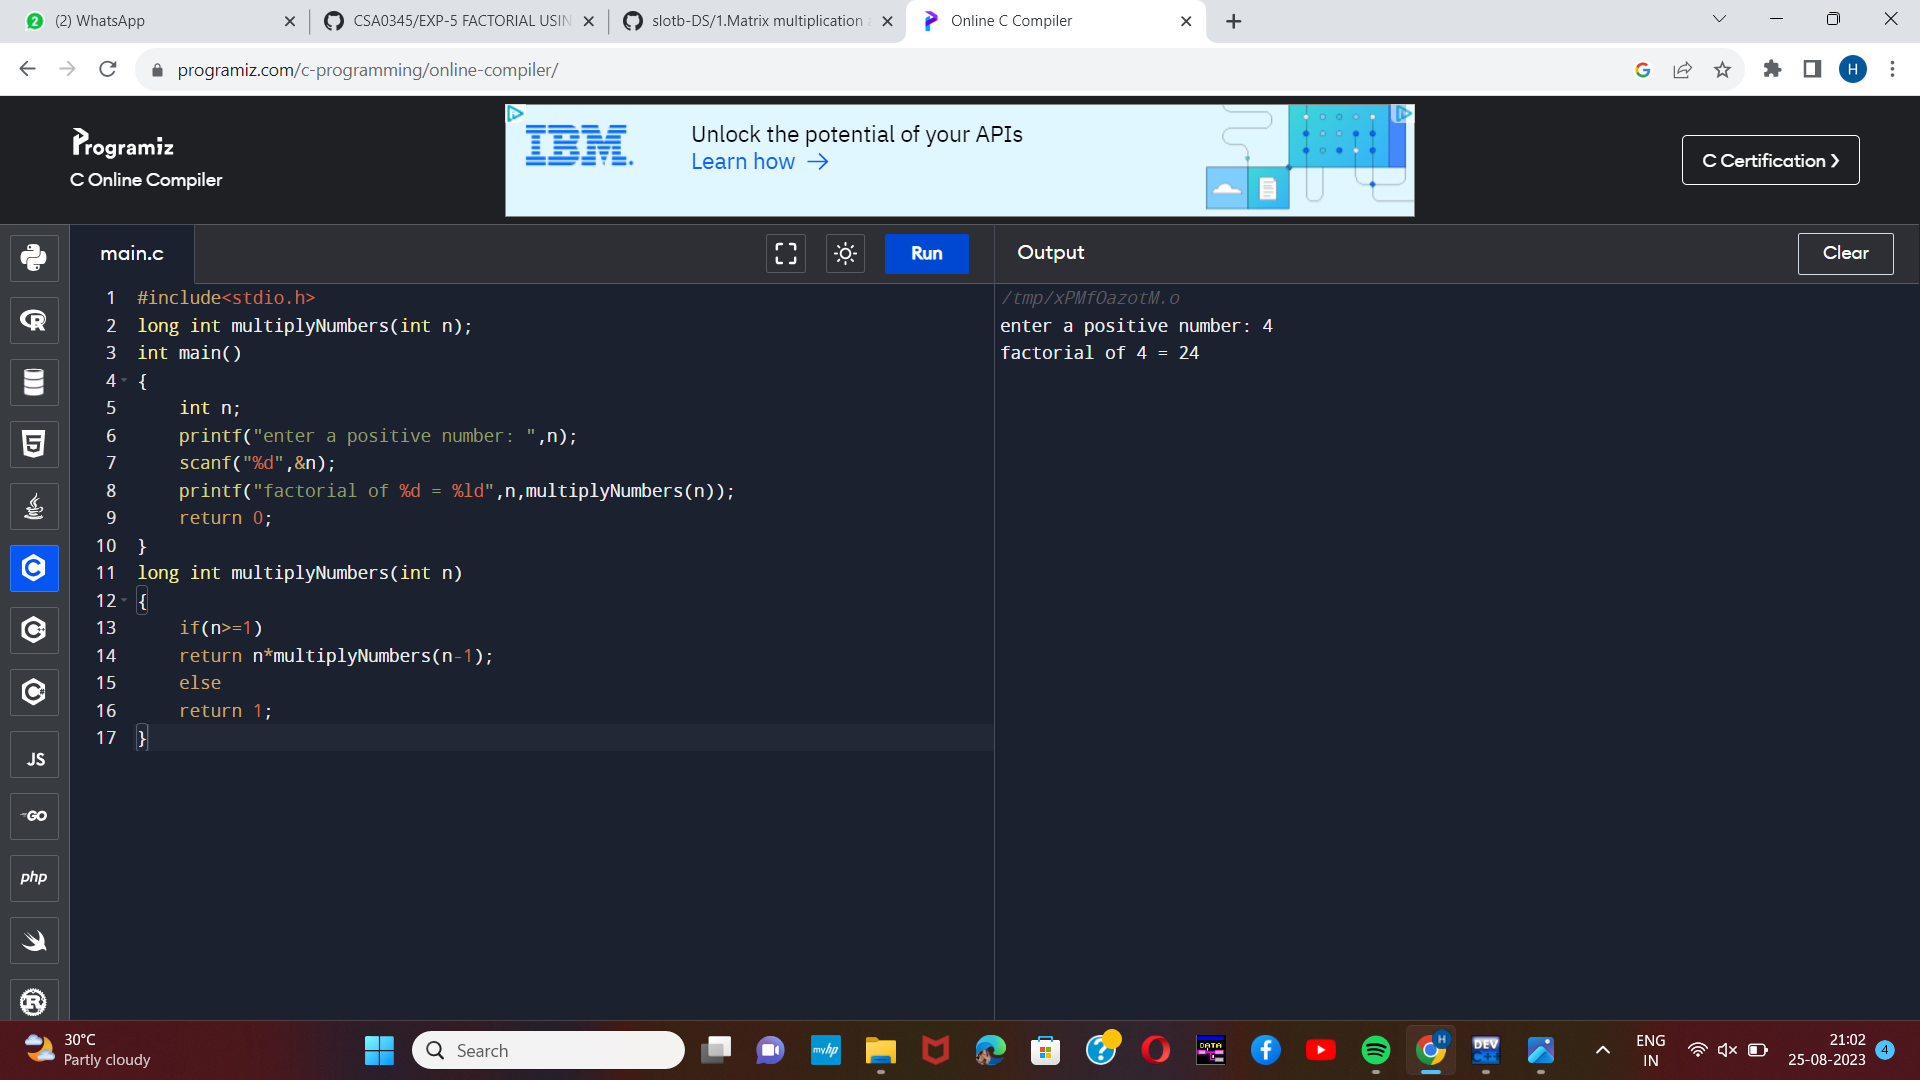 (2) WhatsApp
CSA0345/EXP-5 FACTORIAL USIN
slotb-DS/1.Matrix multiplication
Online C Compiler
programiz.com/c-programming/online-compiler/
H
Programiz
C Online Compiler
IBM.
Unlock the potential of your APIs
Learn how →
C Certification ❯
main.c
Run
Output
Clear
1 #include<stdio.h>
2 long int multiplyNumbers(int n);
3 int main()
4 {
5 int n;
6 printf("enter a positive number: ",n);
7 scanf("%d",&n);
8 printf("factorial of %d = %ld",n,multiplyNumbers(n));
9 return 0;
10 }
11 long int multiplyNumbers(int n)
12 {
13 if(n>=1)
14 return n*multiplyNumbers(n-1);
15 else
16 return 1;
17 }
/tmp/xPMfOazotM.o
enter a positive number: 4
factorial of 4 = 24
JS
GO
php
30°C
Partly cloudy
Search
myhp
DATA
H
DEV
C++
ENG
IN
21:02
25-08-2023
4